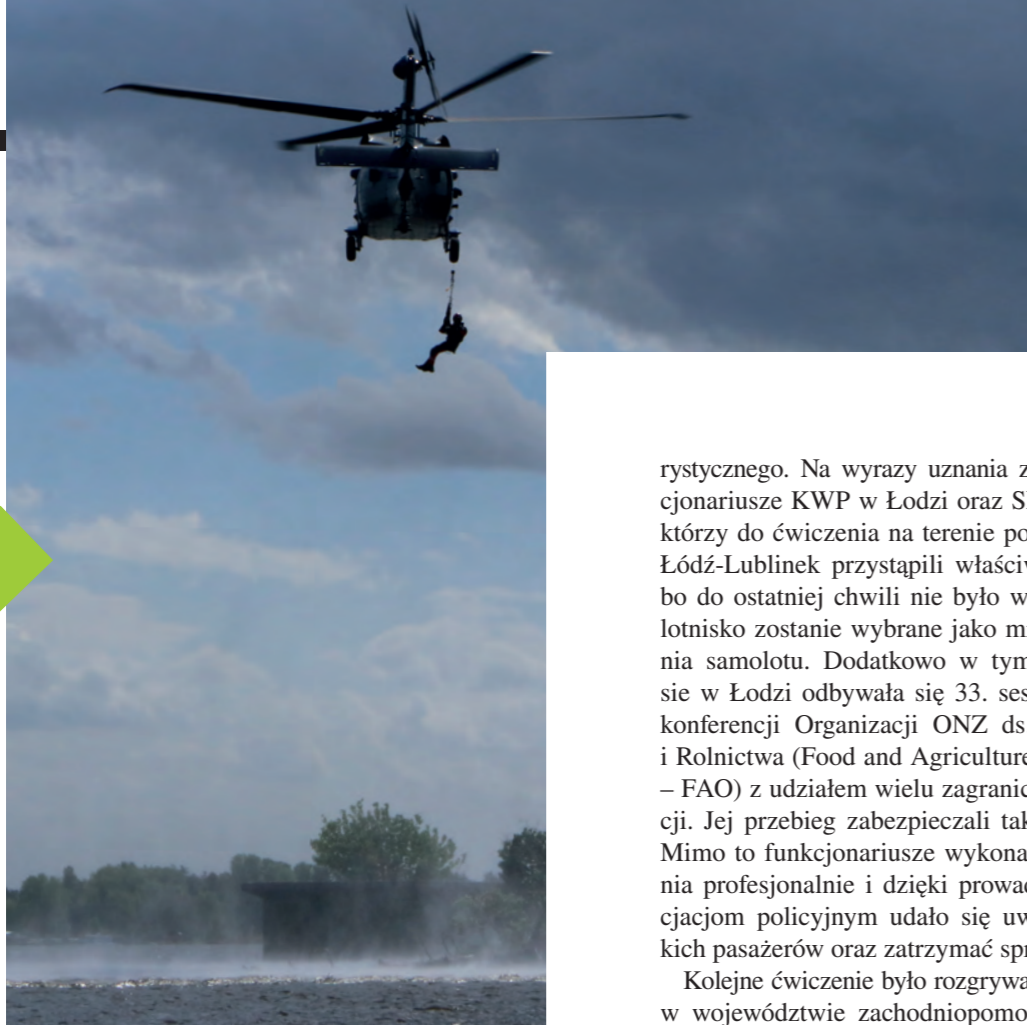 rystycznego. Na wyrazy uznania z
cjonariusze KWP w Łodzi oraz
którzy do ćwiczenia na terenie po
Łódź-Lublinek przystąpili właściw
bo do ostatniej chwili nie było w
lotnisko zostanie wybrane jako
nia samolotu. Dodatkowo w tym
sie w Łodzi odbywała się 33. ses
konferencji Organizacji ONZ ds
i Rolnictwa (Food and Agriculture
– FAO) z udziałem wielu zagranic
cji. Jej przebieg zabezpieczali tak
Mimo to funkcjonariusze wykona
nia profesjonalnie i dzięki prowad
cjacjom policyjnym udało się uw
kich pasażerów oraz zatrzymać spr
Kolejne ćwiczenie było rozgrywa
w województwie zachodniopomo